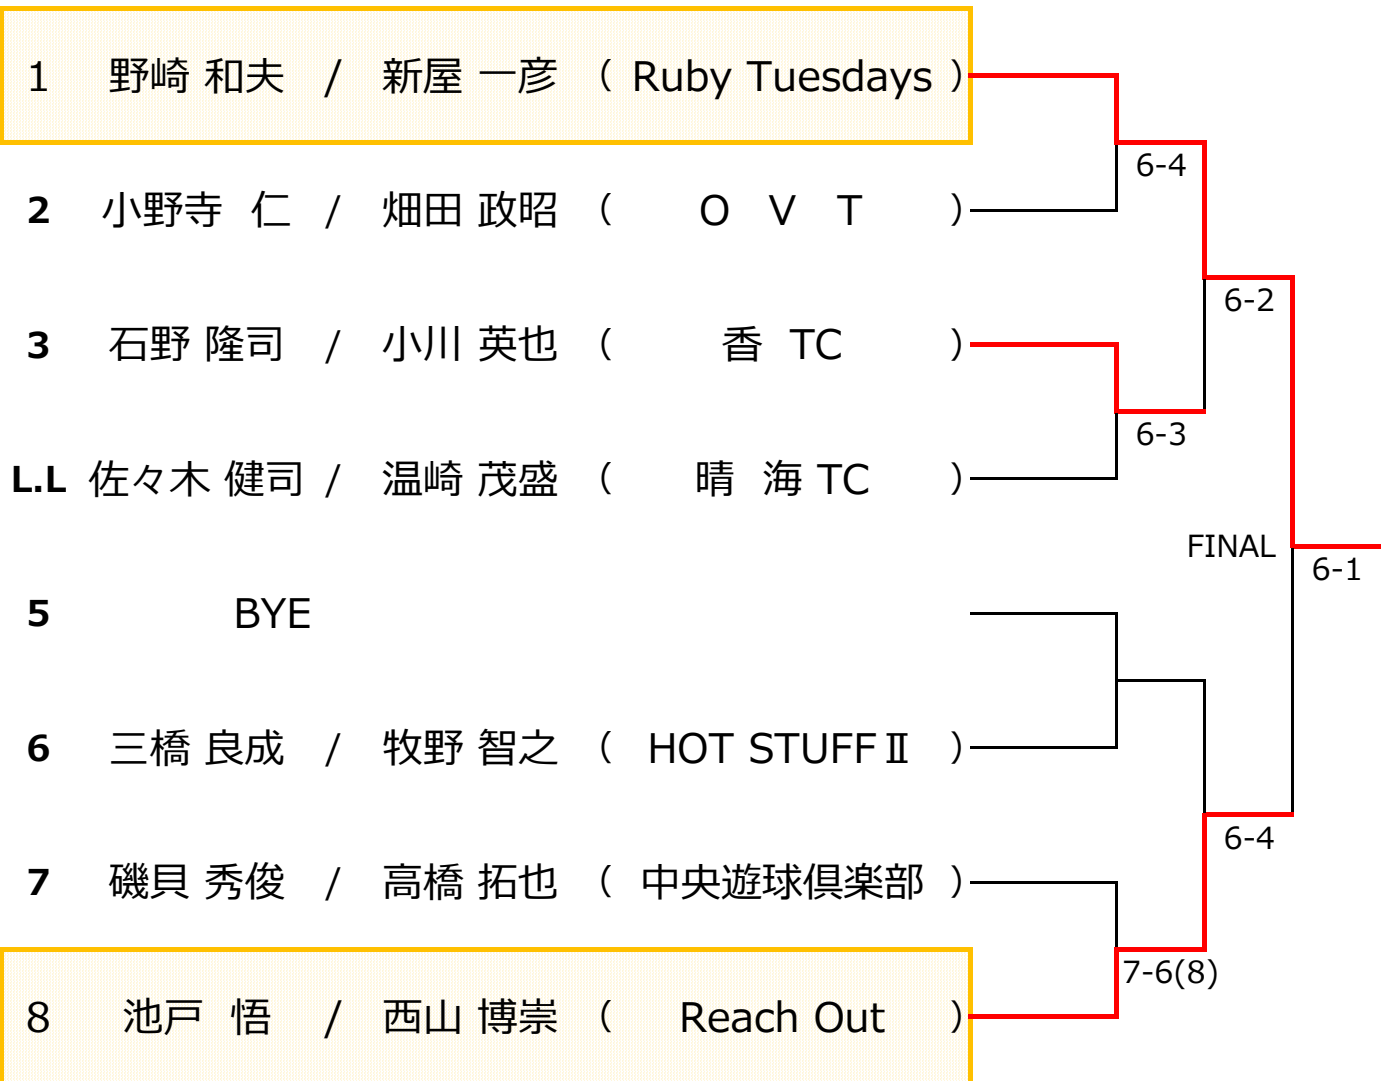 1 野崎 和夫 / 新屋 一彦 ( Ruby Tuesdays )
6-4
2 小野寺 仁 / 畑田 政昭 ( O V T )
6-2
3 石野 隆司 / 小川 英也 ( 香 TC )
6-3
L.L 佐々木 健司 / 温崎 茂盛 ( 晴 海 TC )
FINAL
6-1
5 BYE
6 三橋 良成 / 牧野 智之 ( HOT STUFFⅡ )
6-4
7 磯貝 秀俊 / 高橋 拓也 ( 中央遊球倶楽部 )
7-6(8)
8 池戸 悟 / 西山 博崇 ( Reach Out )